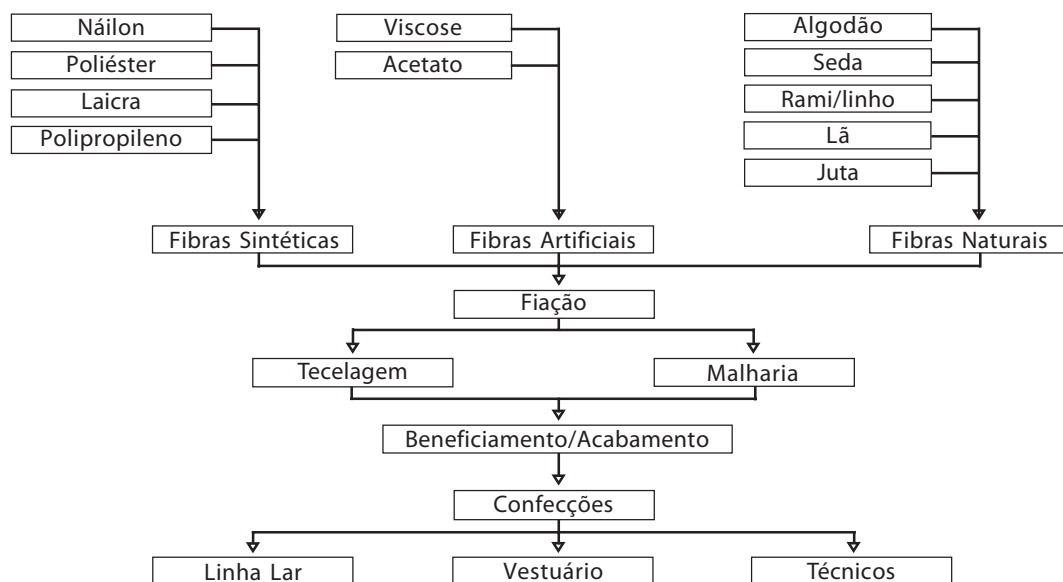 Náilon
Poliéster
Laicra
Polipropileno
Viscose
Acetato
Algodão
Seda
Rami/linho
Lã
Juta
Fibras Sintéticas
Fibras Artificiais
Fibras Naturais
Fiação
Tecelagem
Malharia
Beneficiamento/Acabamento
Confecções
Linha Lar
Vestuário
Técnicos